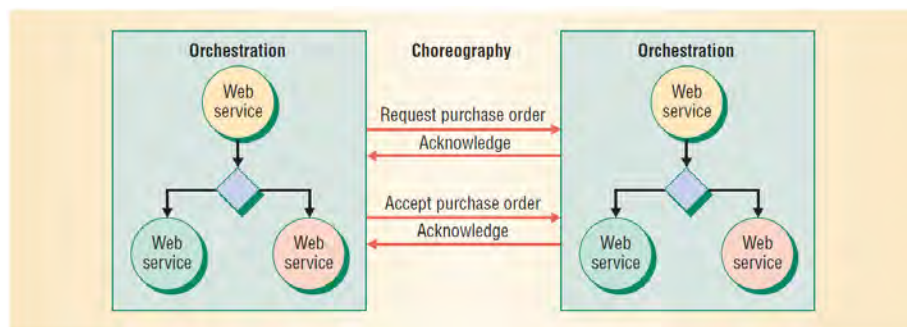 Orchestration
Web
service
Web
service
Web
service
Choreography
Request purchase order
Acknowledge
Accept purchase order
Acknowledge
Orchestration
Web
service
Web
service
Web
service